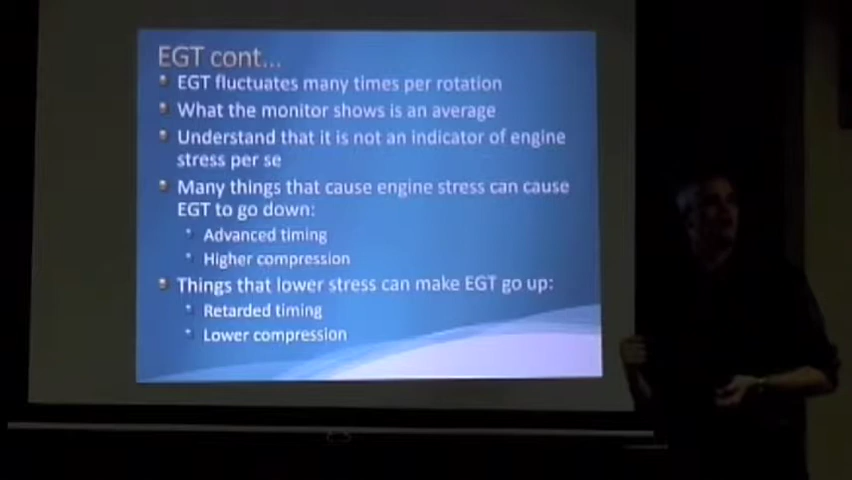 EGT cont...
EGT fluctuates many times per rotation
What the monitor shows is an average
Understand that it is not an indicator of engine
stress per se
Many things that cause engine stress can cause
EGT to go down:
Advanced timing
Higher compression
Things that lower stress can make EGT go up:
Retarded timing
Lower compression